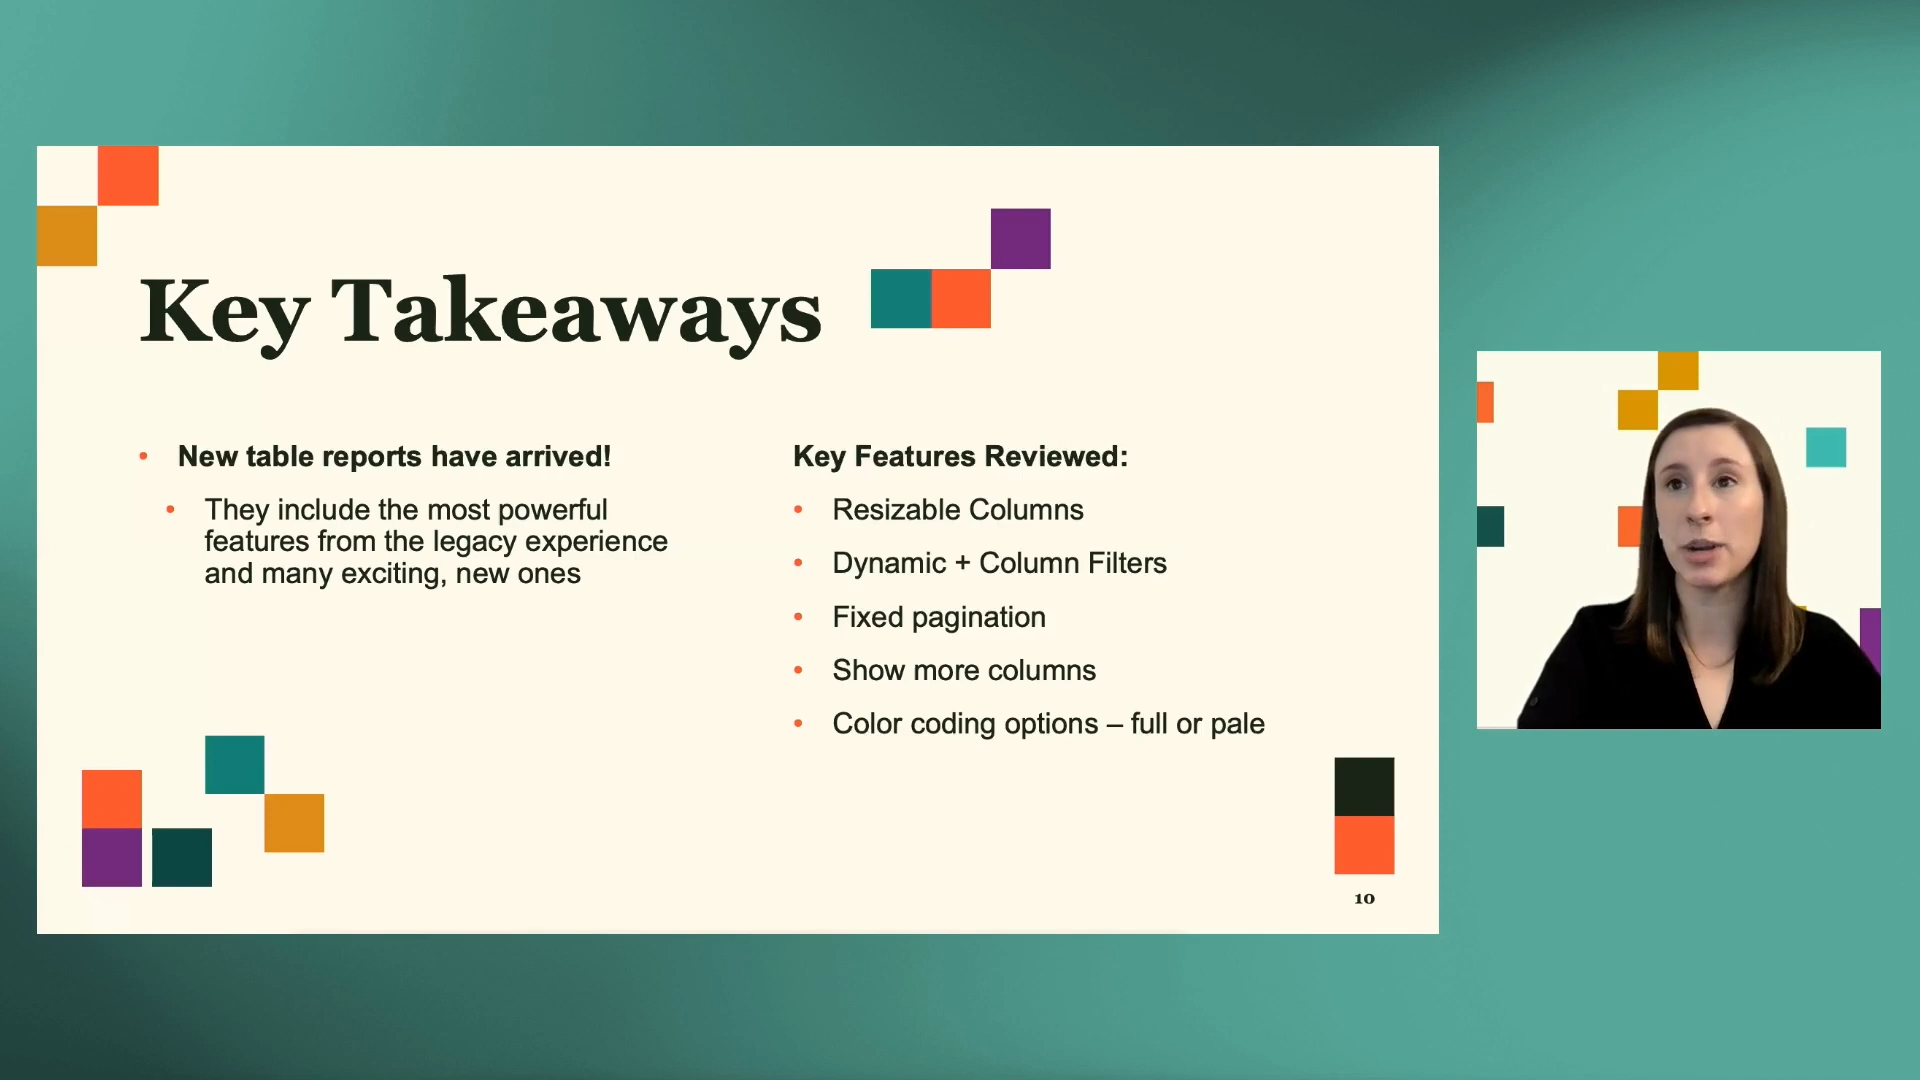 Key Takeaways
New table reports have arrived!
They include the most powerful
features from the legacy experience
and many exciting, new ones
Key Features Reviewed:
Resizable Columns
Dynamic + Column Filters
Fixed pagination
Show more columns
Color coding options – full or pale
10